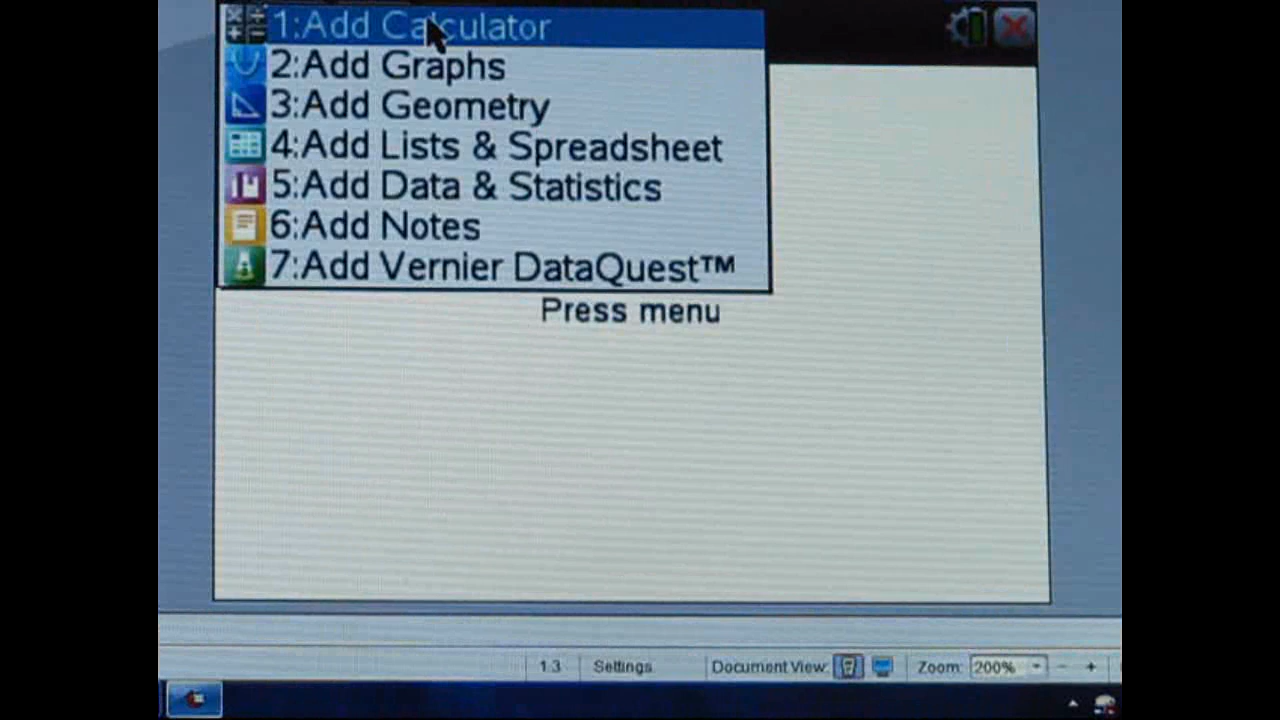 1:Add Calculator
2:Add Graphs
3:Add Geometry
4:Add Lists & Spreadsheet
5:Add Data & Statistics
6:Add Notes
7:Add Vernier DataQuest™
Press menu
1.3 Settings Document View: Zoom: 200% - +